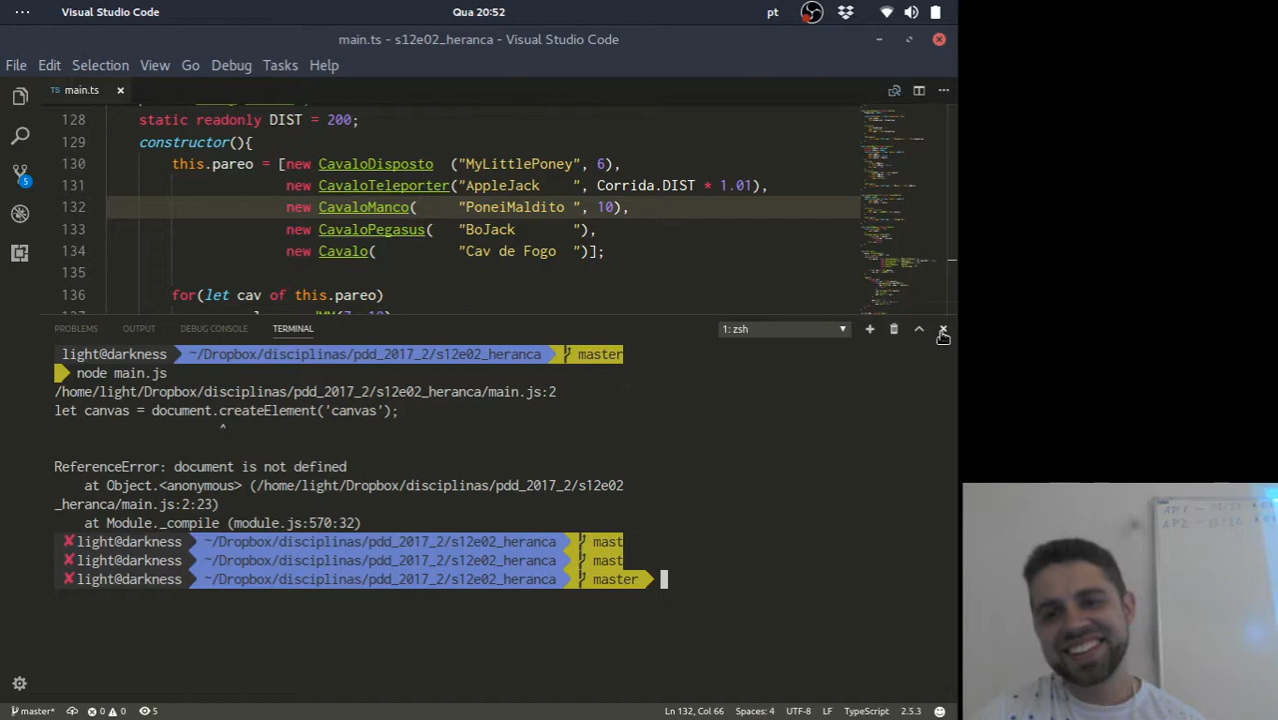 Visual Studio Code Qua 20:52 pt
main.ts - s12e02_heranca - Visual Studio Code
File Edit Selection View Go Debug Tasks Help
TS main.ts
128 static readonly DIST = 200;
129 constructor(){
130 this.pareo = [new CavaloDisposto ("MyLittlePoney", 6),
131 new CavaloTeleporter("AppleJack ", Corrida.DIST * 1.01),
132 new CavaloManco( "PoneiMaldito ", 10),
133 new CavaloPegasus( "BoJack "),
134 new Cavalo( "Cav de Fogo ")];
135
136 for(let cav of this.pareo)
5
PROBLEMS OUTPUT DEBUG CONSOLE TERMINAL 1: zsh
light@darkness ~/Dropbox/disciplinas/pdd_2017_2/s12e02_heranca master
node main.js
/home/light/Dropbox/disciplinas/pdd_2017_2/s12e02_heranca/main.js:2
let canvas = document.createElement('canvas');
^
ReferenceError: document is not defined
at Object.<anonymous> (/home/light/Dropbox/disciplinas/pdd_2017_2/s12e02
_heranca/main.js:2:23)
at Module._compile (module.js:570:32)
✘light@darkness ~/Dropbox/disciplinas/pdd_2017_2/s12e02_heranca mast
✘light@darkness ~/Dropbox/disciplinas/pdd_2017_2/s12e02_heranca mast
✘light@darkness ~/Dropbox/disciplinas/pdd_2017_2/s12e02_heranca master
master* 0 0 5 Ln 132, Col 66 Spaces: 4 UTF-8 LF TypeScript 2.5.3